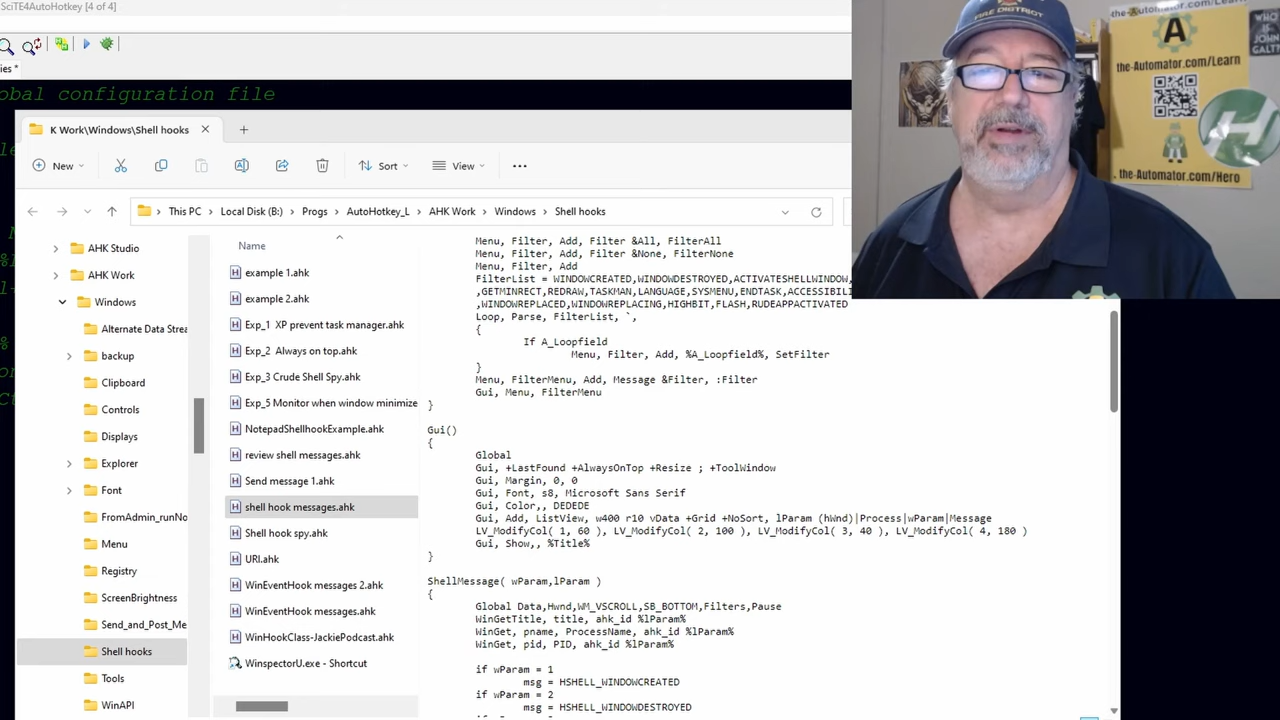 SciTE4AutoHotkey [4 of 4]
ies *
obal configuration file
K Work\Windows\Shell hooks
New
Sort
View
This PC > Local Disk (B:) > Progs > AutoHotkey_L > AHK Work > Windows > Shell hooks
AHK Studio
AHK Work
Windows
Alternate Data Strea
backup
Clipboard
Controls
Displays
Explorer
Font
FromAdmin_runNo
Menu
Registry
ScreenBrightness
Send_and_Post_Me
Shell hooks
Tools
WinAPI
Name
example 1.ahk
example 2.ahk
Exp_1 XP prevent task manager.ahk
Exp_2 Always on top.ahk
Exp_3 Crude Shell Spy.ahk
Exp_5 Monitor when window minimize
NotepadShellhookExample.ahk
review shell messages.ahk
Send message 1.ahk
shell hook messages.ahk
Shell hook spy.ahk
URI.ahk
WinEventHook messages 2.ahk
WinEventHook messages.ahk
WinHookClass-JackiePodcast.ahk
WinspectorU.exe - Shortcut
Menu, Filter, Add, Filter &All, FilterAll
Menu, Filter, Add, Filter &None, FilterNone
Menu, Filter, Add
FilterList = WINDOWCREATED,WINDOWDESTROYED,ACTIVATESHELLWINDOW,
,GETMINRECT,REDRAW,TASKMAN,LANGUAGE,SYSMENU,ENDTASK,ACCESSIBILI
,WINDOWREPLACED,WINDOWREPLACING,HIGHBIT,FLASH,RUDEAPPACTIVATED
Loop, Parse, FilterList, `,
{
If A_Loopfield
Menu, Filter, Add, %A_Loopfield%, SetFilter
}
Menu, FilterMenu, Add, Message &Filter, :Filter
Gui, Menu, FilterMenu
}
Gui()
{
Global
Gui, +LastFound +AlwaysOnTop +Resize ; +ToolWindow
Gui, Margin, 0, 0
Gui, Font, s8, Microsoft Sans Serif
Gui, Color,, DEDEDE
Gui, Add, ListView, w400 r10 vData +Grid +NoSort, lParam (hWnd)|Process|wParam|Message
LV_ModifyCol( 1, 60 ), LV_ModifyCol( 2, 100 ), LV_ModifyCol( 3, 40 ), LV_ModifyCol( 4, 180 )
Gui, Show,, %Title%
}
ShellMessage( wParam,lParam )
{
Global Data,Hwnd,WM_VSCROLL,SB_BOTTOM,Filters,Pause
WinGetTitle, title, ahk_id %lParam%
WinGet, pname, ProcessName, ahk_id %lParam%
WinGet, pid, PID, ahk_id %lParam%
if wParam = 1
msg = HSHELL_WINDOWCREATED
if wParam = 2
msg = HSHELL_WINDOWDESTROYED
FIRE DISTRICT
A
the-Automator.com/Learn
the-Automator.com/Hero
WHO
IS
JOHN
GALT?
H